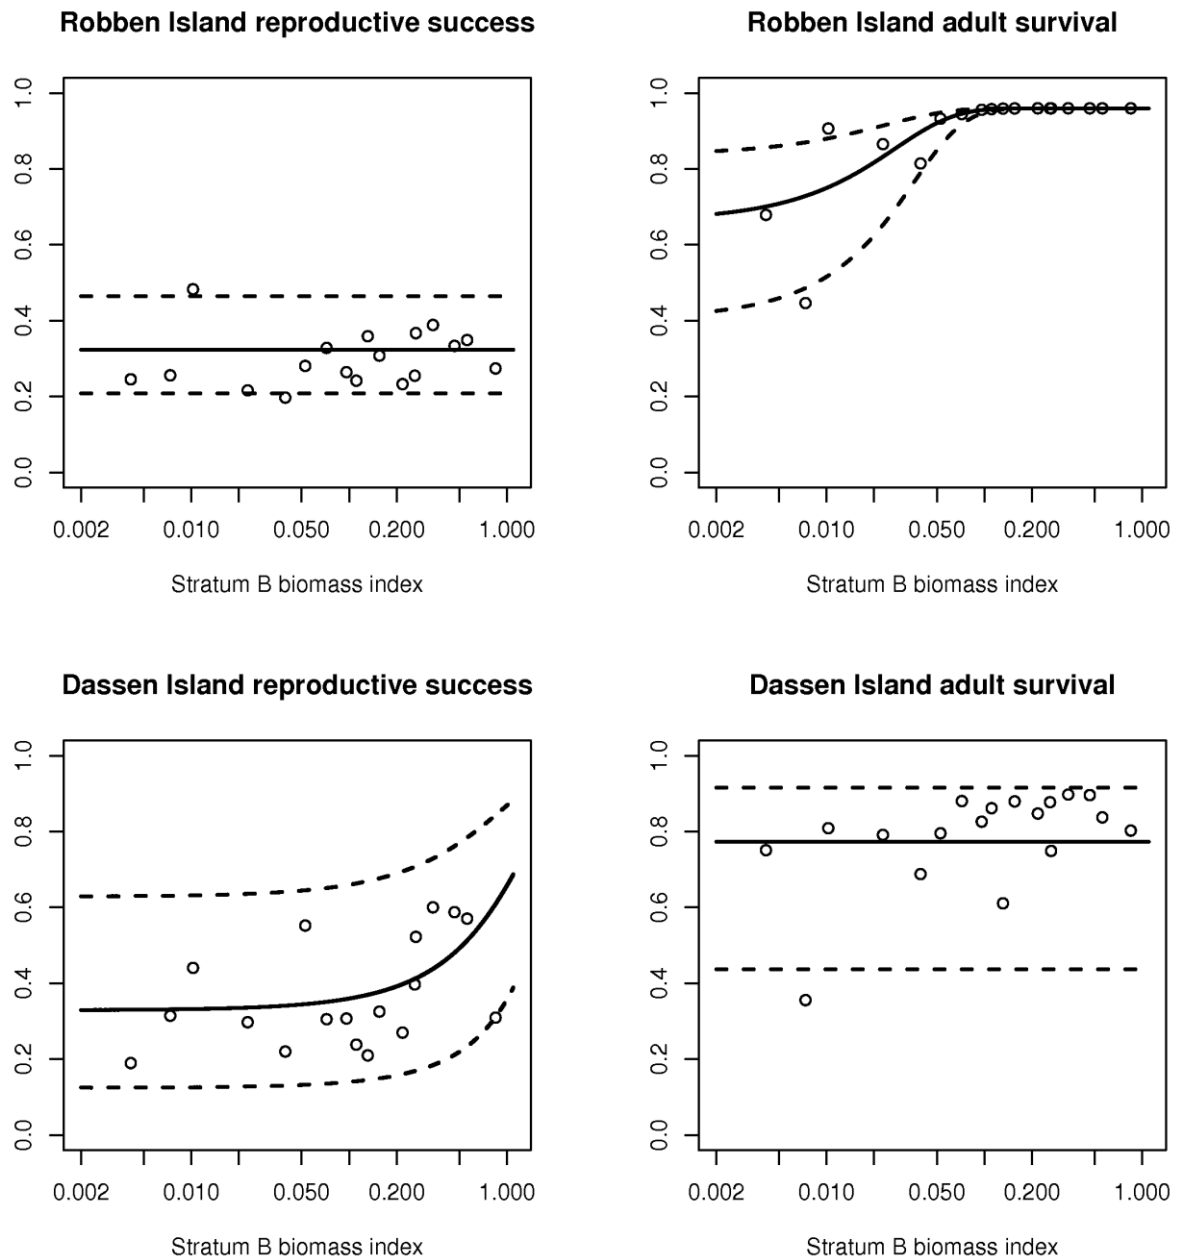 Robben Island reproductive success
1.0
0.8
0.6
0.4
0.2
0.0
0.002 0.010 0.050 0.200 1.000
Stratum B biomass index
Robben Island adult survival
1.0
0.8
0.6
0.4
0.2
0.0
0.002 0.010 0.050 0.200 1.000
Stratum B biomass index
Dassen Island reproductive success
1.0
0.8
0.6
0.4
0.2
0.0
0.002 0.010 0.050 0.200 1.000
Stratum B biomass index
Dassen Island adult survival
1.0
0.8
0.6
0.4
0.2
0.0
0.002 0.010 0.050 0.200 1.000
Stratum B biomass index